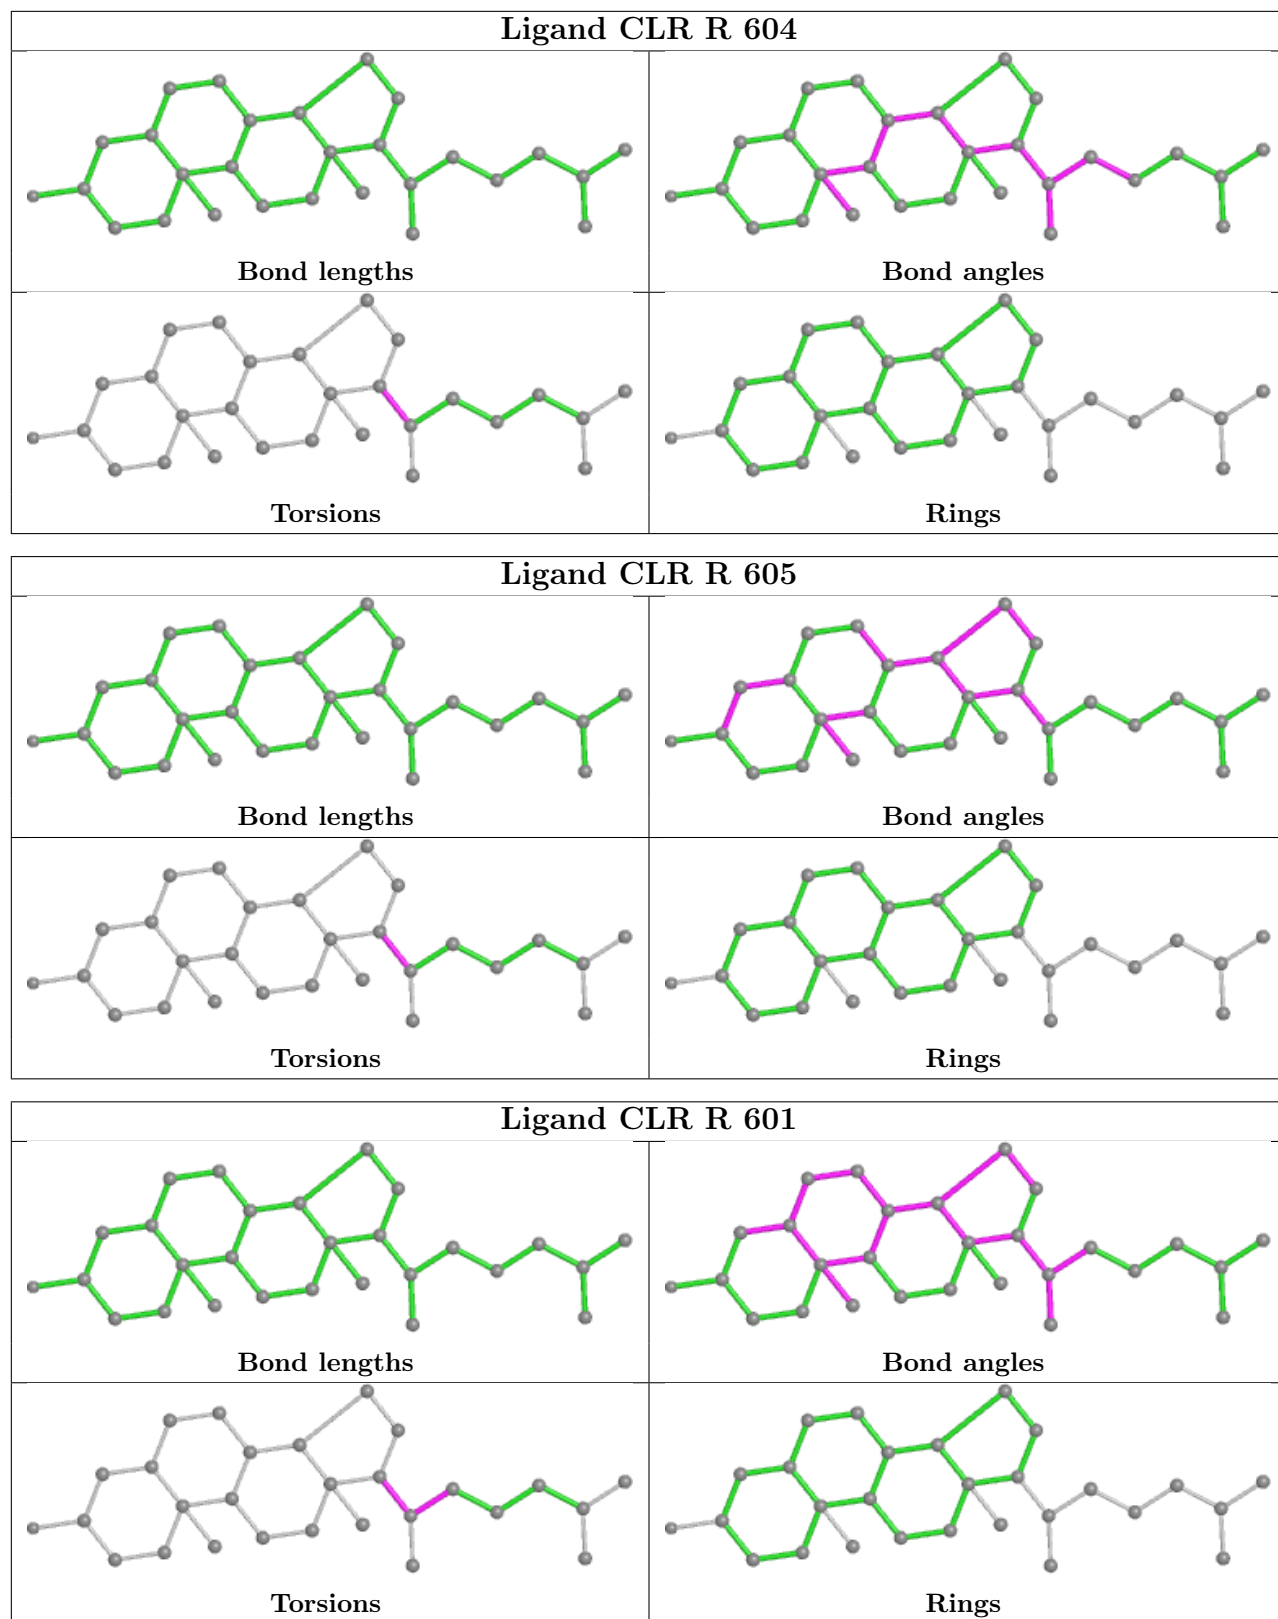 Ligand CLR R 604
Bond lengths
Bond angles
Torsions
Rings
Ligand CLR R 605
Bond lengths
Bond angles
Torsions
Rings
Ligand CLR R 601
Bond lengths
Bond angles
Torsions
Rings